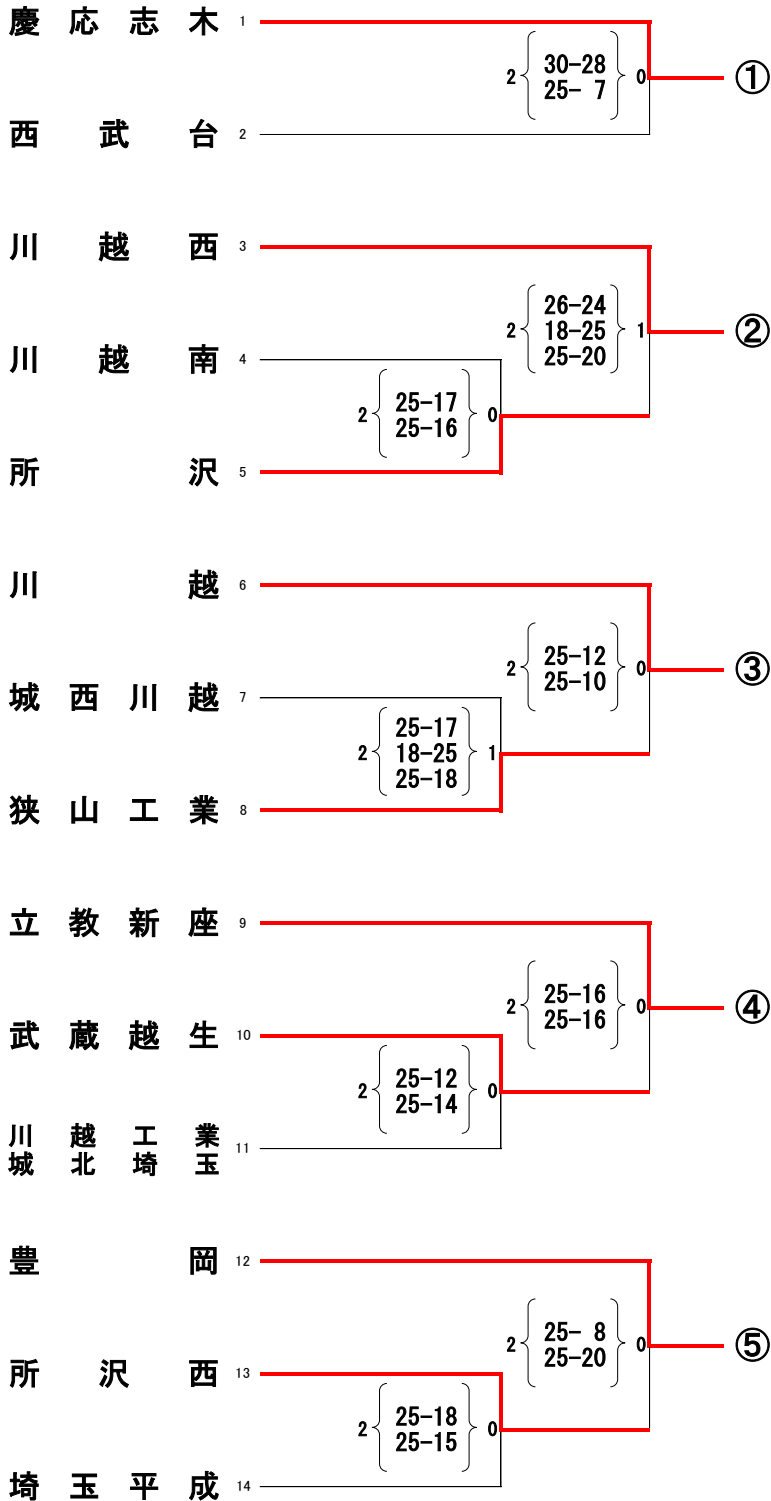 慶応志木 1
2 30-28 0
25- 7
①
西武台 2
川越西 3
26-24
2 18-25 1
25-20
②
川越南 4
2 25-17 0
25-16
所沢 5
川越 6
2 25-12 0
25-10
③
城西川越 7
25-17
2 18-25 1
25-18
狭山工業 8
立教新座 9
2 25-16 0
25-16
④
武蔵越生 10
2 25-12 0
25-14
川越工業
城北埼玉 11
豊岡 12
2 25- 8 0
25-20
⑤
所沢西 13
2 25-18 0
25-15
埼玉平成 14